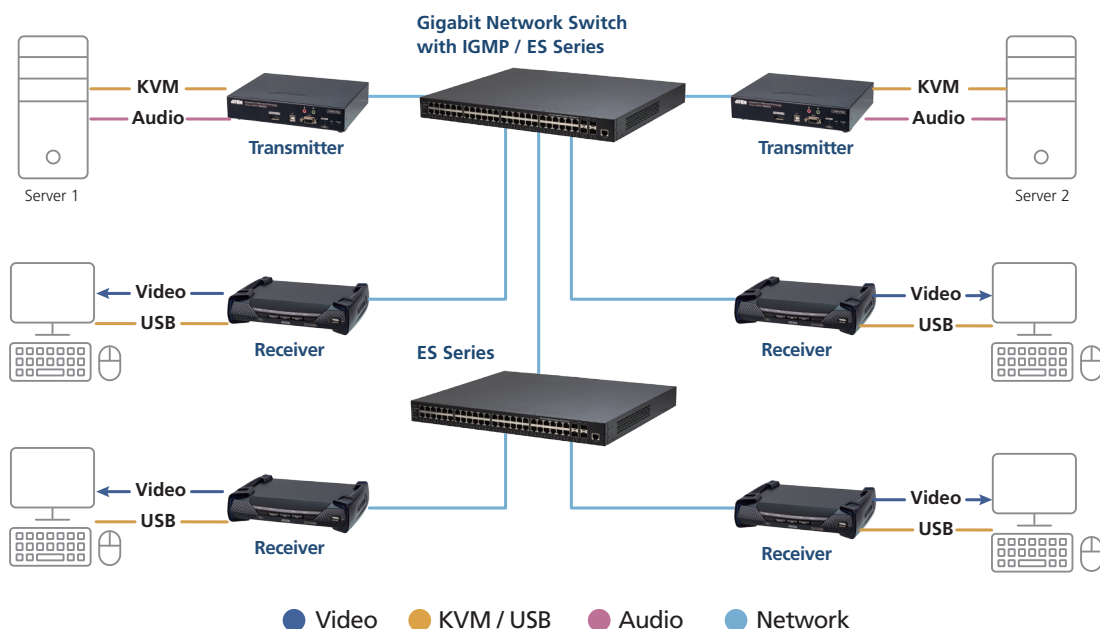 Gigabit Network Switch
with IGMP / ES Series
KVM
Audio
Transmitter
Server 1
KVM
Audio
Transmitter
Server 2
Video
USB
Receiver
Video
USB
Receiver
ES Series
Video
USB
Receiver
Video
USB
Receiver
Video
KVM / USB
Audio
Network